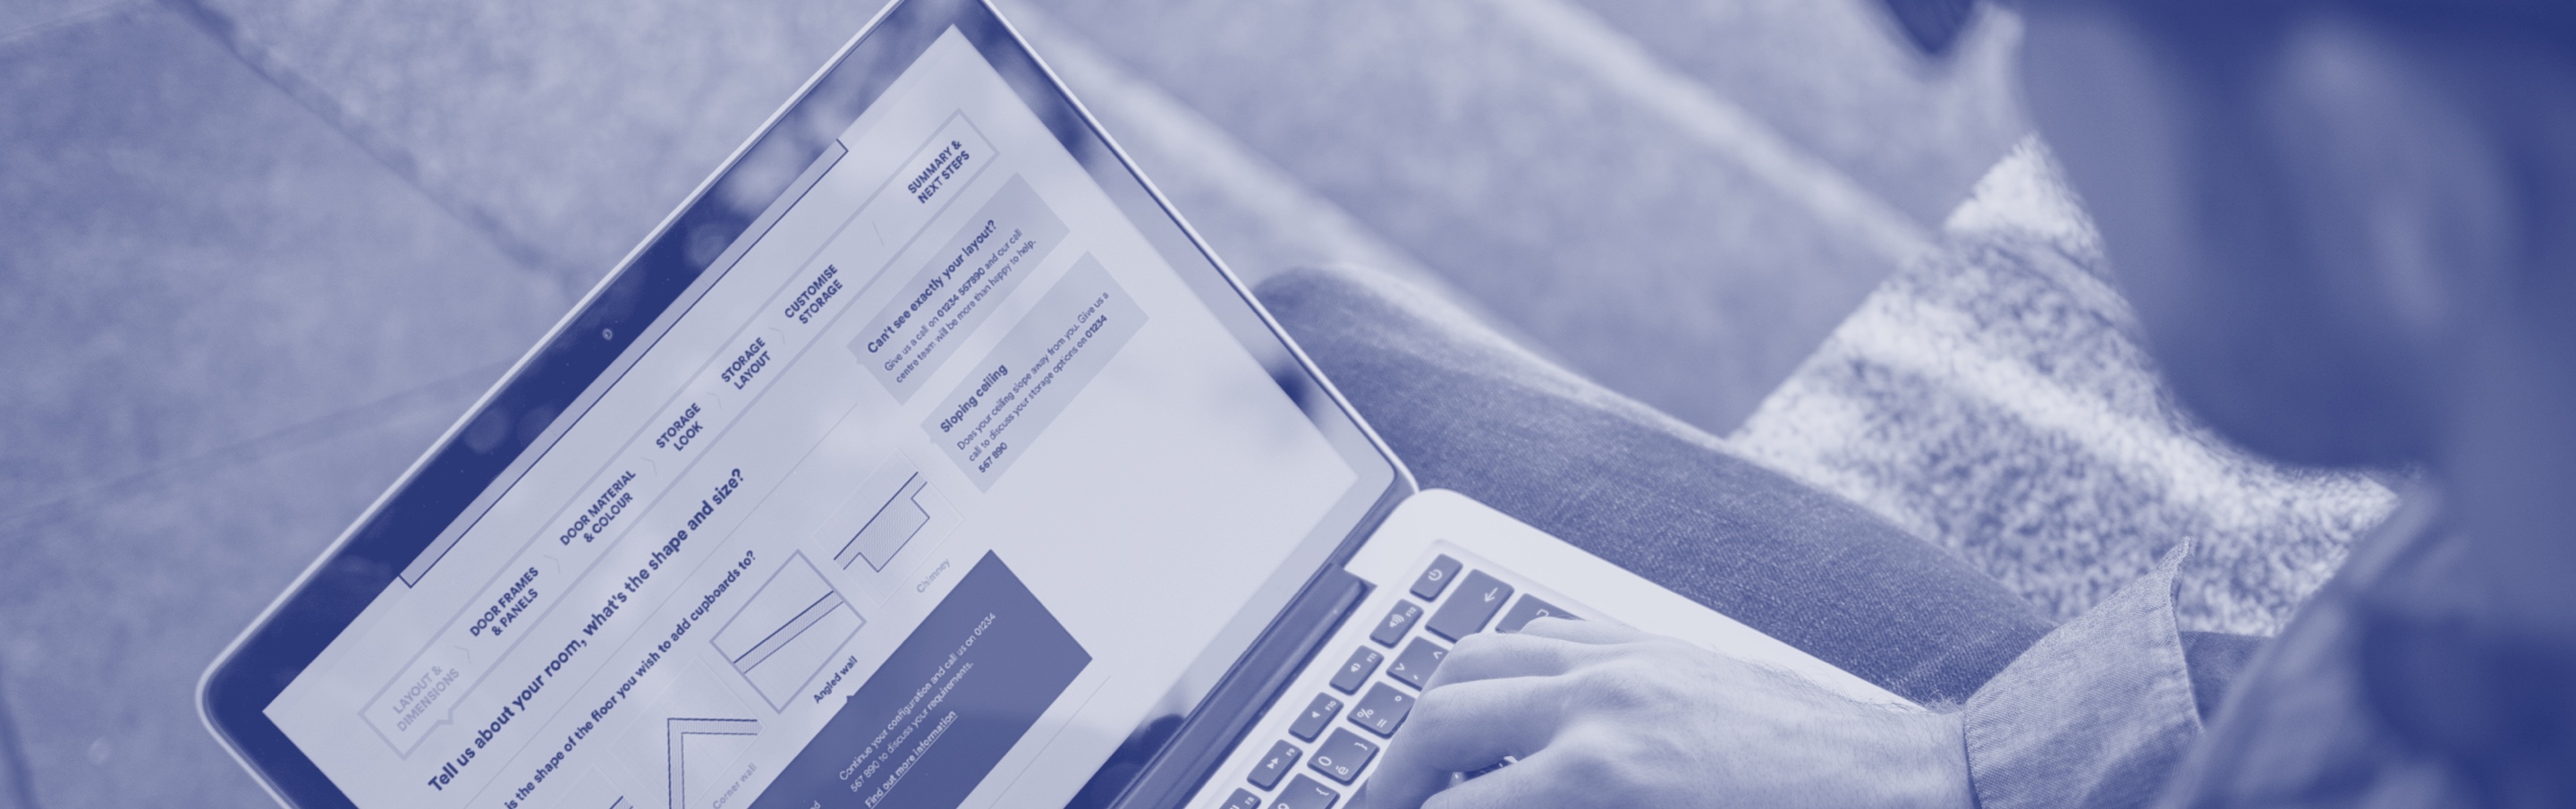 LAYOUT &
DIMENSIONS
DOOR FRAMES
& PANELS
DOOR MATERIAL
& COLOUR
STORAGE
LOOK
STORAGE
LAYOUT
CUSTOMISE
STORAGE
SUMMARY &
NEXT STEPS
Tell us about your room, what's the shape and size?
is the shape of the floor you wish to add cupboards to?
Corner wall
Angled wall
Chimney
Continue your configuration and call us on 01234
567 890 to discuss your requirements.
Find out more information
Can't see exactly your layout?
Give us a call on 01234 567890 and our call
centre team will be more than happy to help.
Sloping ceiling
Does your ceiling slope away from you. Give us a
call to discuss your storage options on 01234
567 890